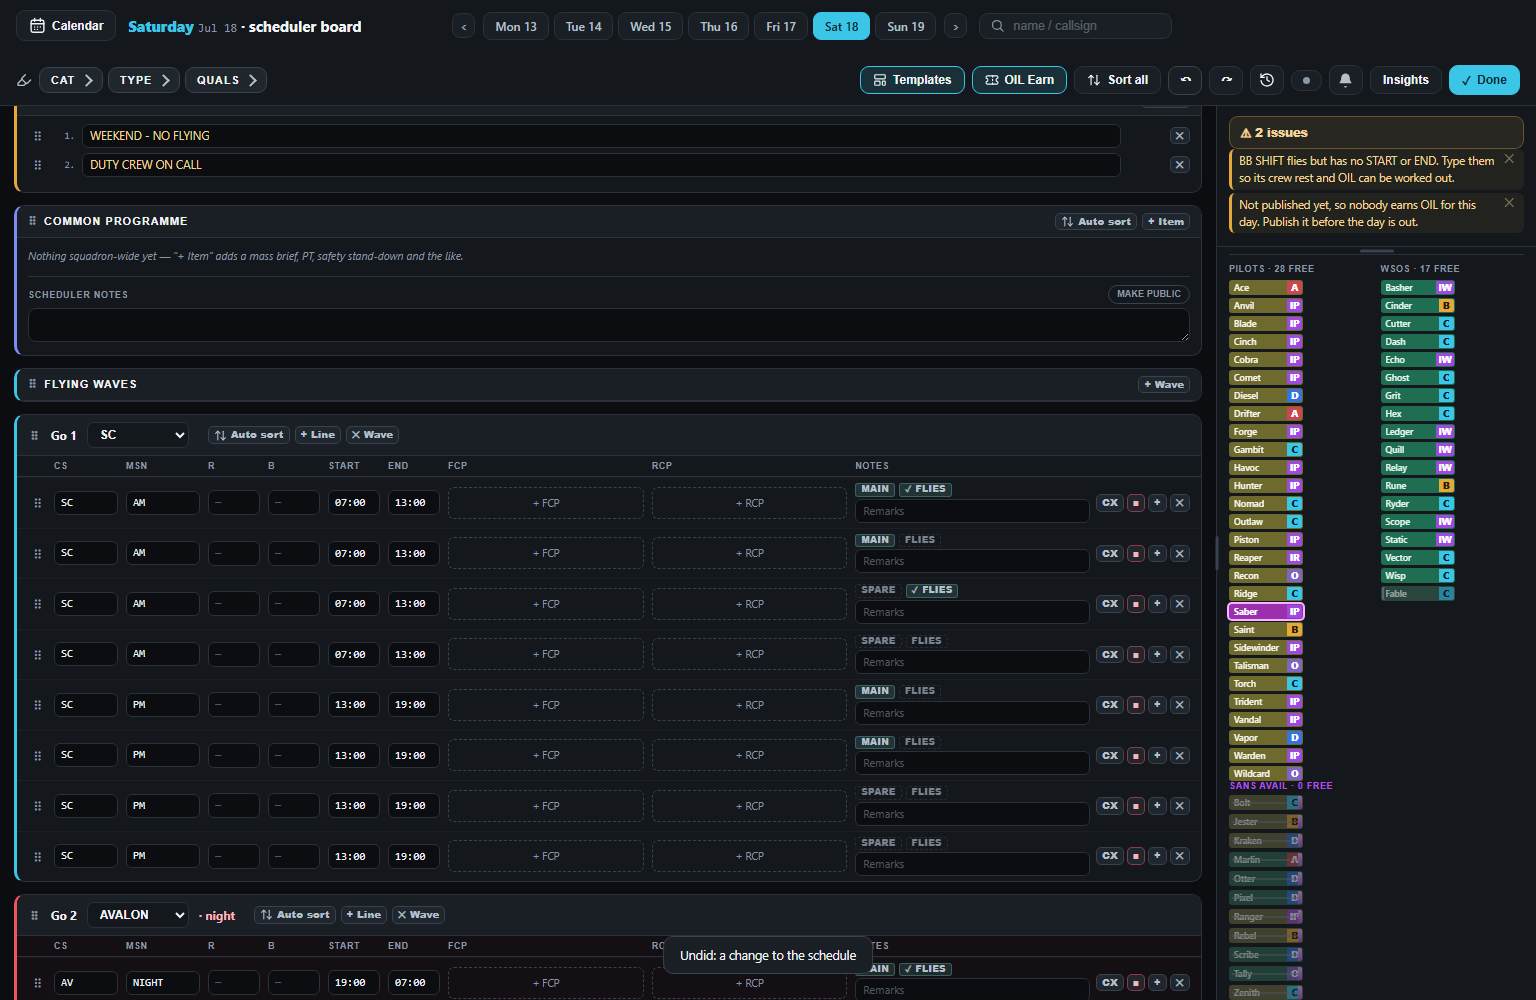 Calendar
Saturday Jul 18 · scheduler board
‹ Mon 13 Tue 14 Wed 15 Thu 16 Fri 17 Sat 18 Sun 19 ›
name / callsign
CAT TYPE QUALS
Templates OIL Earn Sort all Insights ✓ Done
1. WEEKEND - NO FLYING ✕
2. DUTY CREW ON CALL ✕
COMMON PROGRAMME
Auto sort + Item
Nothing squadron-wide yet — "+ Item" adds a mass brief, PT, safety stand-down and the like.
SCHEDULER NOTES MAKE PUBLIC
FLYING WAVES + Wave
Go 1 SC Auto sort + Line ✕ Wave
CS MSN R B START END FCP RCP NOTES
SC AM – – 07:00 13:00 + FCP + RCP MAIN ✓ FLIES Remarks CX ■ + ✕
SC AM – – 07:00 13:00 + FCP + RCP MAIN FLIES Remarks CX ■ + ✕
SC AM – – 07:00 13:00 + FCP + RCP SPARE ✓ FLIES Remarks CX ■ + ✕
SC AM – – 07:00 13:00 + FCP + RCP SPARE FLIES Remarks CX ■ + ✕
SC PM – – 13:00 19:00 + FCP + RCP MAIN FLIES Remarks CX ■ + ✕
SC PM – – 13:00 19:00 + FCP + RCP MAIN FLIES Remarks CX ■ + ✕
SC PM – – 13:00 19:00 + FCP + RCP SPARE FLIES Remarks CX ■ + ✕
SC PM – – 13:00 19:00 + FCP + RCP SPARE FLIES Remarks CX ■ + ✕
Go 2 AVALON · night Auto sort + Line ✕ Wave
CS MSN R B START END FCP
AV NIGHT – – 19:00 07:00 + FCP + RCP ✓ FLIES Remarks CX ■ + ✕
Undid: a change to the schedule
⚠ 2 issues
BB SHIFT flies but has no START or END. Type them
so its crew rest and OIL can be worked out.
Not published yet, so nobody earns OIL for this
day. Publish it before the day is out.
PILOTS · 28 FREE
Ace A
Anvil IP
Blade IP
Cinch IP
Cobra IP
Comet IP
Diesel D
Drifter A
Forge IP
Gambit C
Havoc IP
Hunter IP
Nomad C
Outlaw C
Piston IP
Reaper IR
Recon O
Ridge C
Saber IP
Saint B
Sidewinder IP
Talisman O
Torch C
Trident IP
Vandal IP
Vapor D
Warden IP
Wildcard O
SANS AVAIL · 0 FREE
Bolt C
Jester B
Kraken D
Marlin A
Otter D
Pixel D
Ranger IP
Rebel B
Scribe D
Tally O
Zenith C
WSOS · 17 FREE
Basher IW
Cinder B
Cutter C
Dash C
Echo IW
Ghost C
Grit C
Hex C
Ledger IW
Quill IW
Relay IW
Rune B
Ryder C
Scope IW
Static IW
Vector C
Wisp C
Fable C